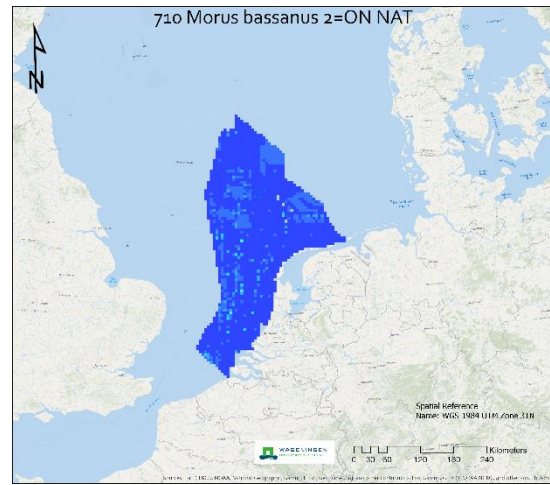 710 Morus bassanus 2=ON NAT
N
Spatial Reference
Name: WGS 1984 UTM Zone 31N
WAGENINGEN
Kilometers
0 30 60 120 180 240